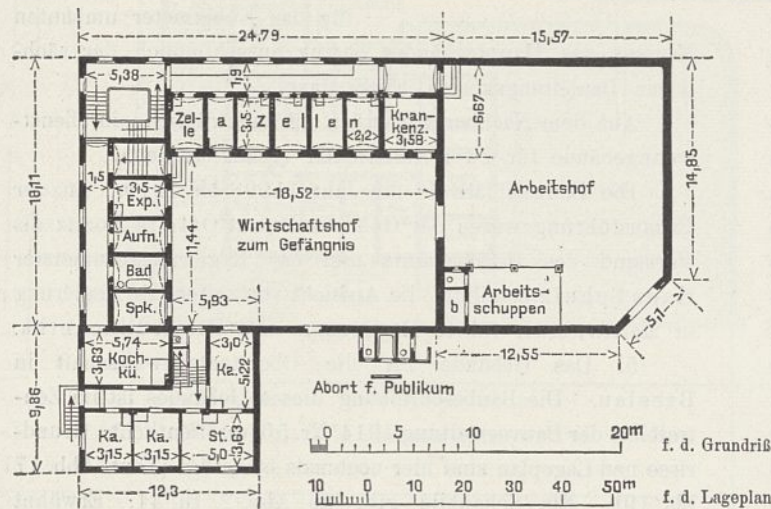 24,79
15,57
5,38
1,9
Zel-
le
a
Z e l l e n
3,5
2,2
Kran-
kenz.
3,58
6,67
18,11
1,5
3,5
Exp.
Aufn.
Bad
Spk.
18,52
11,44
Wirtschaftshof
zum Gefängnis
Arbeitshof
14,85
5,93
Arbeits-
schuppen
b
5,1
12,55
5,74
Koch-
kü.
3,63
3,0
Ka.
5,22
Abort f. Publikum
9,86
Ka.
3,15
Ka.
3,15
St.
5,0
3,63
12,3
0 5 10 20m
f. d. Grundriß
10 0 10 20 30 40 50m
f. d. Lageplan